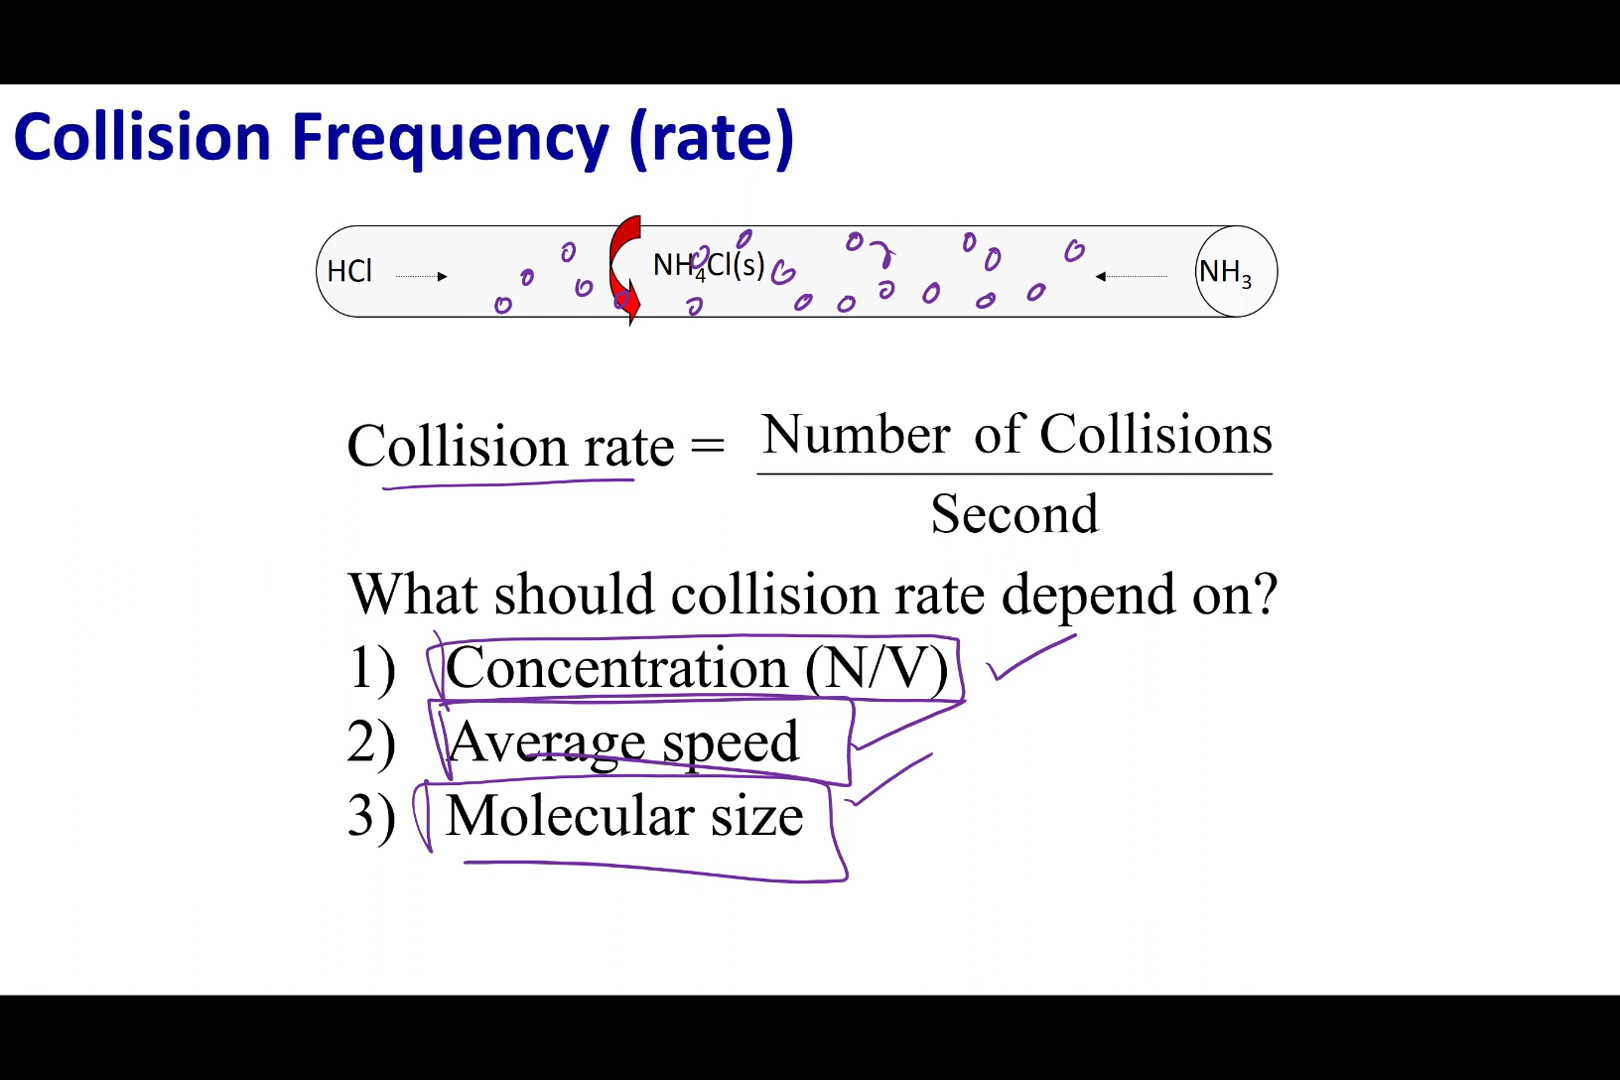 Collision Frequency (rate)
HCl NH₄Cl(s) NH₃
Collision rate = Number of Collisions
Second
What should collision rate depend on?
1) Concentration (N/V)
2) Average speed
3) Molecular size